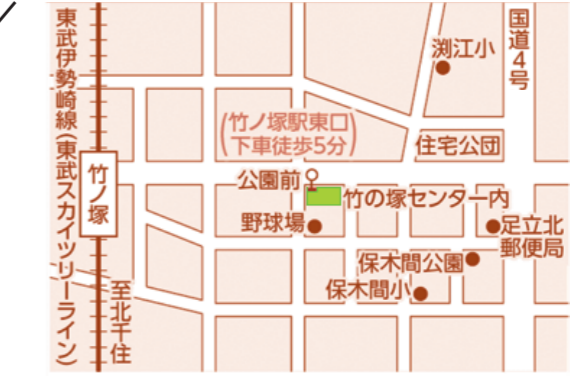 東武伊勢崎線(東武スカイツリーライン)
竹ノ塚
至北千住
国道4号
渕江小
(竹ノ塚駅東口
下車徒歩5分)
住宅公団
公園前
竹の塚センター内
野球場
足立北
郵便局
保木間公園
保木間小